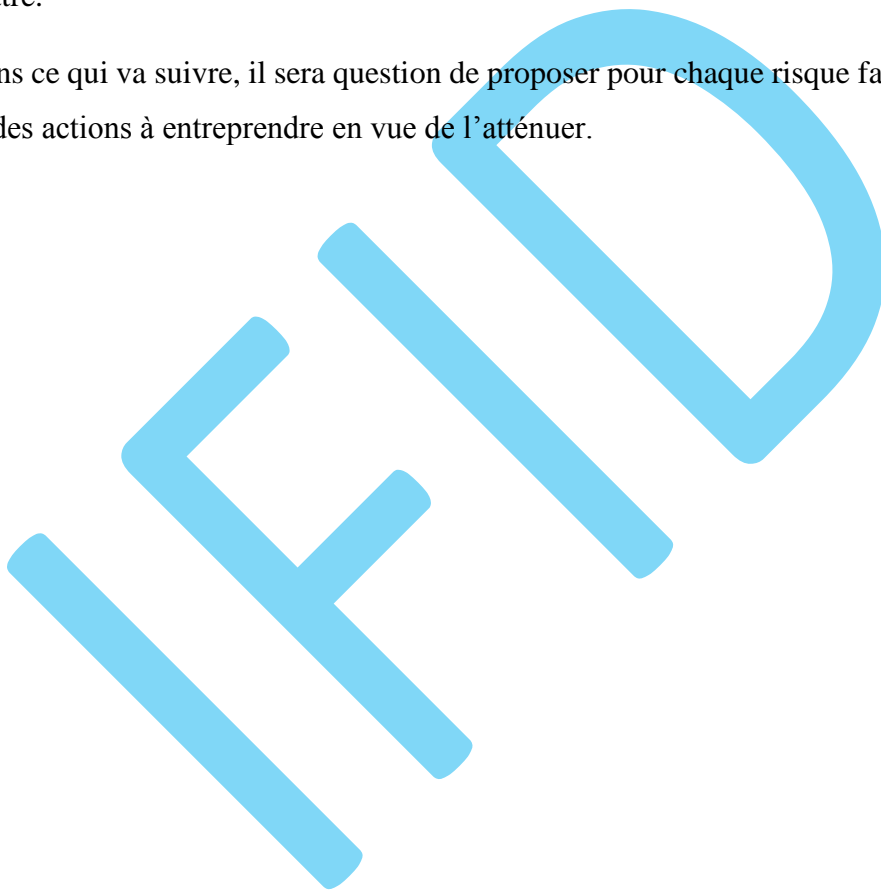 ns ce qui va suivre, il sera question de proposer pour chaque risque fa
des actions à entreprendre en vue de l’atténuer.
IFID